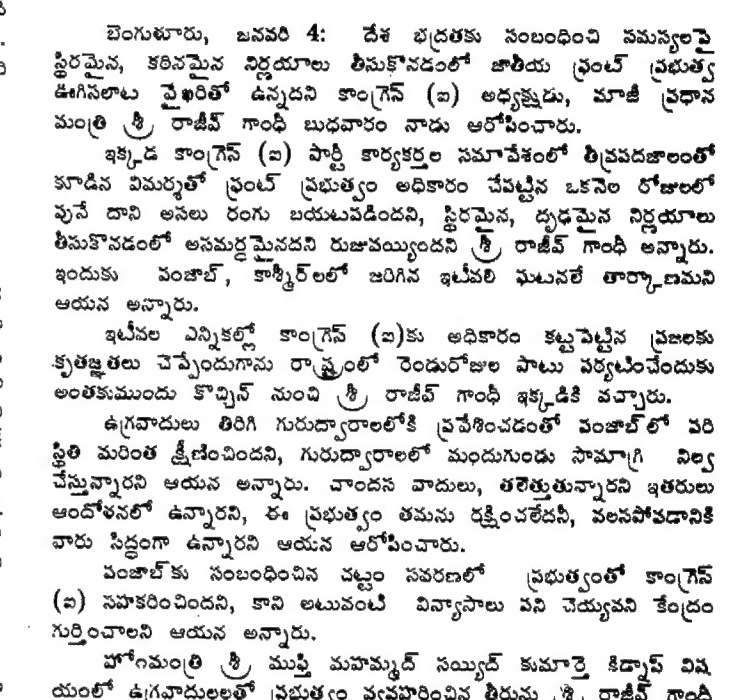 బెంగుళూరు, జనవరి 4: దేశ భద్రతకు సంబంధించి సమస్యలపై
స్థిరమైన, కఠినమైన నిర్ణయాలు తీసుకొనడంలో జాతీయ ఫ్రంట్ ప్రభుత్వ
ఊగిసలాట వైఖరితో ఉన్నదని కాంగ్రెస్ (ఐ) అధ్యక్షుడు, మాజీ ప్రధాన
మంత్రి శ్రీ రాజీవ్ గాంధీ బుధవారం నాడు ఆరోపించారు.
ఇక్కడ కాంగ్రెస్ (ఐ) పార్టీ కార్యకర్తల సమావేశంలో తీవ్రపదజాలంతో
కూడిన విమర్శతో ఫ్రంట్ ప్రభుత్వం అధికారం చేపట్టిన ఒకనెల రోజులలో
పునే దాని అసలు రంగు బయటపడిందని, స్థిరమైన, దృఢమైన నిర్ణయాలు
తీసుకొనడంలో అసమర్థమైనదని రుజువయ్యిందని శ్రీ రాజీవ్ గాంధీ అన్నారు.
ఇందుకు పంజాబ్, కాశ్మీర్‌లలో జరిగిన ఇటీవలి ఘటనలే తార్కాణమని
ఆయన అన్నారు.
ఇటీవల ఎన్నికల్లో కాంగ్రెస్ (ఐ)కు అధికారం కట్టపెట్టిన ప్రజలకు
కృతజ్ఞతలు చెప్పేందుగాను రాష్ట్రంలో రెండురోజుల పాటు పర్యటించేందుకు
అంతకుముందు కొచ్చిన్ నుంచి శ్రీ రాజీవ్ గాంధీ ఇక్కడికి వచ్చారు.
ఉగ్రవాదులు తిరిగి గురుద్వారాలలోకి ప్రవేశించడంతో పంజాబ్‌లో పరి
స్థితి మరింత క్షీణించిందని, గురుద్వారాలలో మందుగుండు సామాగ్రి నిల్వ
చేస్తున్నారని ఆయన అన్నారు. చాందస వాదులు, తలెత్తుతున్నారని ఇతరులు
ఆందోళనలో ఉన్నారని, ఈ ప్రభుత్వం తమను రక్షించలేదనీ, వలసపోవడానికి
వారు సిద్ధంగా ఉన్నారని ఆయన ఆరోపించారు.
పంజాబ్‌కు సంబంధించిన చట్టం సవరణలో ప్రభుత్వంతో కాంగ్రెస్
(ఐ) సహకరించిందని, కాని అటువంటి విన్యాసాలు పని చెయ్యవని కేంద్రం
గుర్తించాలని ఆయన అన్నారు.
హోంమంత్రి శ్రీ ముఫ్తి మహమ్మద్ సయ్యిద్ కుమార్తె కిడ్నాప్ విష
యంలో ఉగ్రవాదులలతో ప్రభుత్వం వ్యవహరించిన తీరును శ్రీ రాజీవ్ గాంధీ